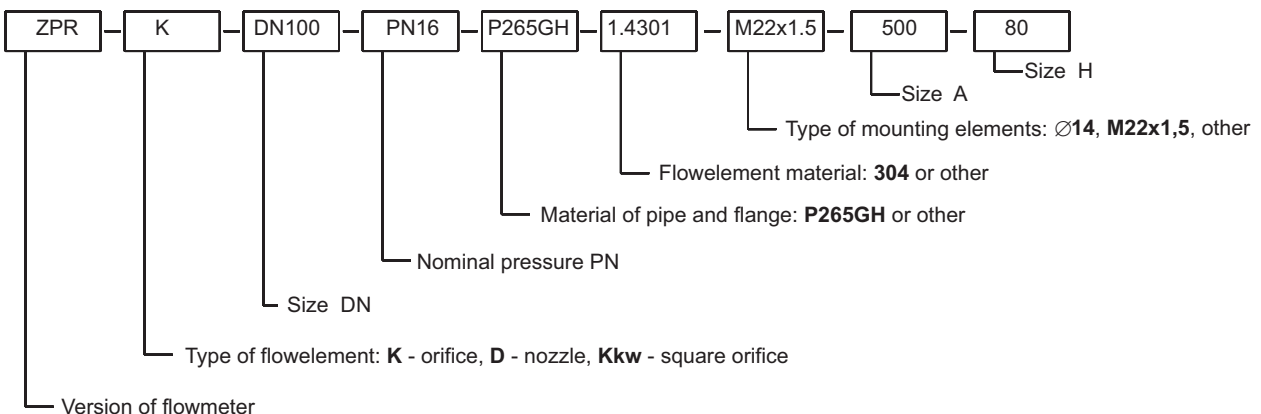 ZPR – K – DN100 – PN16 – P265GH – 1.4301 – M22x1.5 – 500 – 80
Size H
Size A
Type of mounting elements: ∅14, M22x1,5, other
Flowelement material: 304 or other
Material of pipe and flange: P265GH or other
Nominal pressure PN
Size DN
Type of flowelement: K - orifice, D - nozzle, Kkw - square orifice
Version of flowmeter